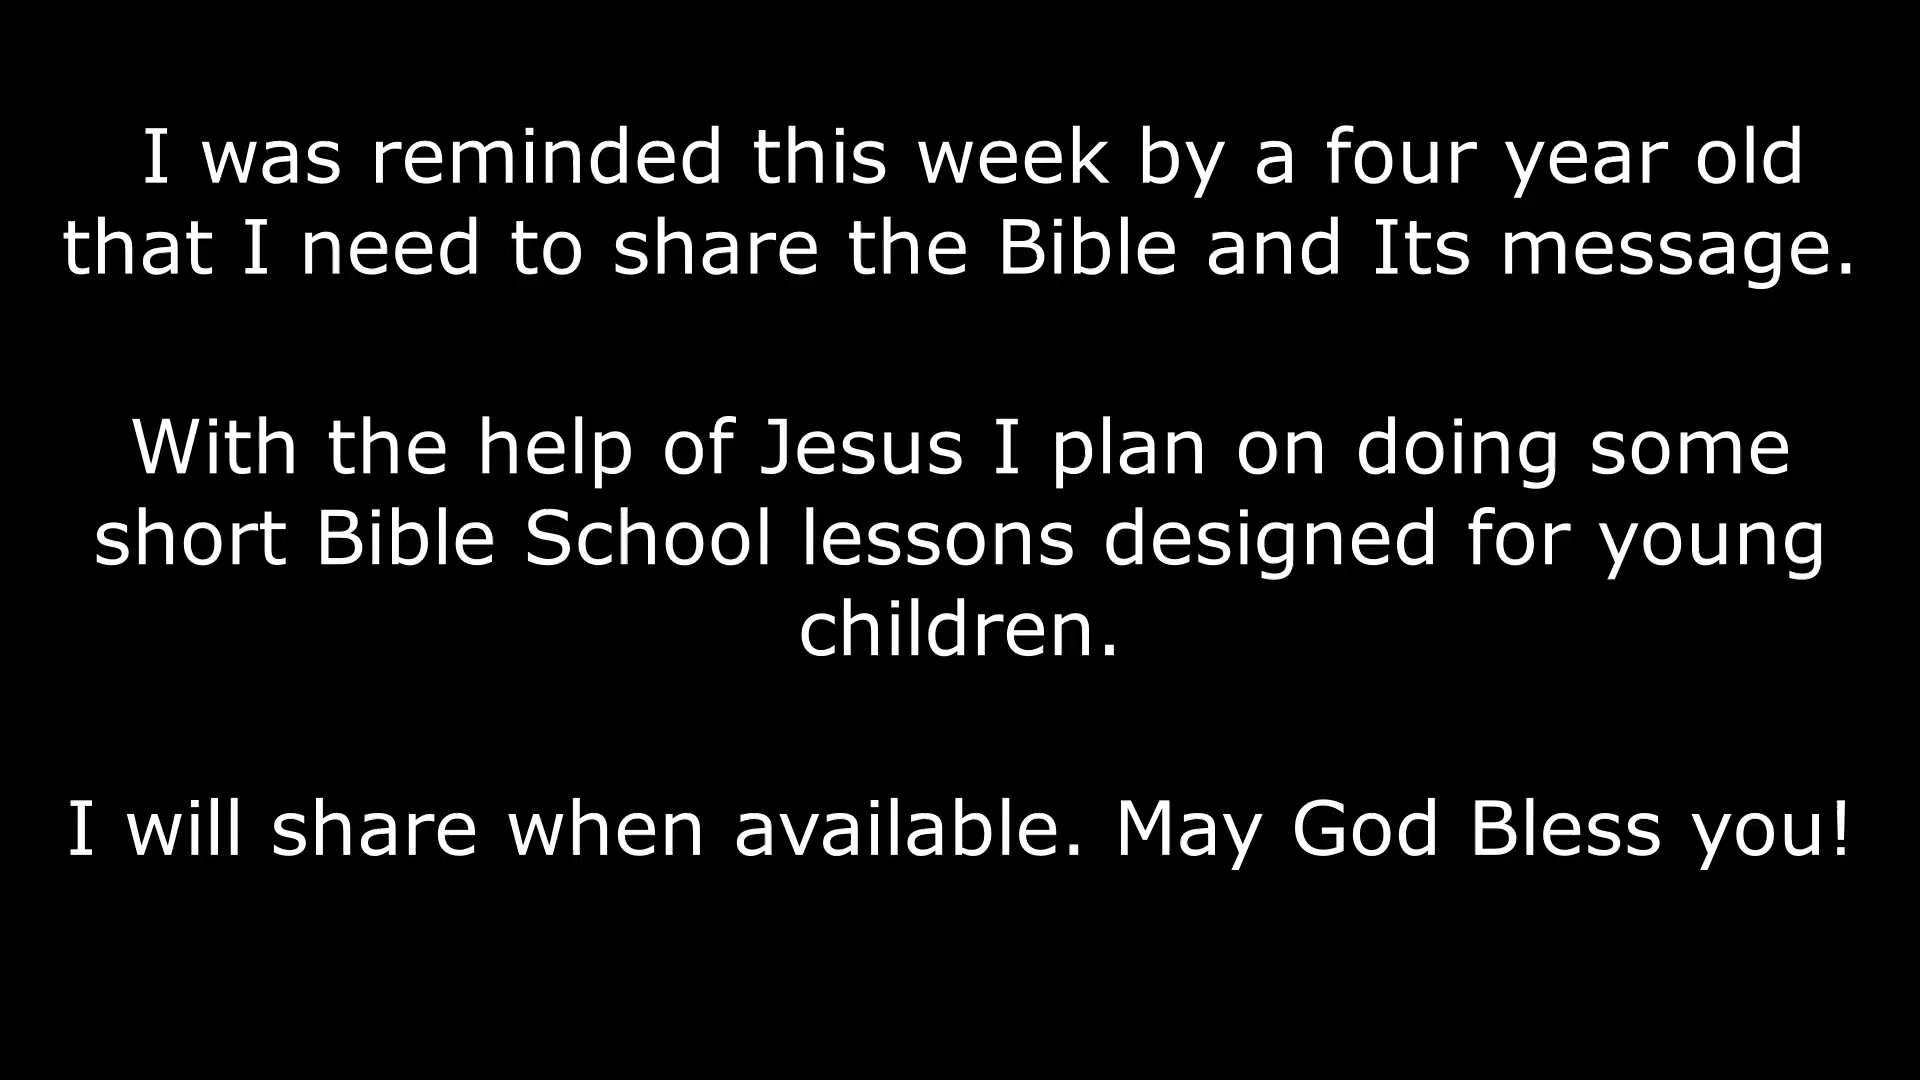 I was reminded this week by a four year old
that I need to share the Bible and Its message.
With the help of Jesus I plan on doing some
short Bible School lessons designed for young
children.
I will share when available. May God Bless you!